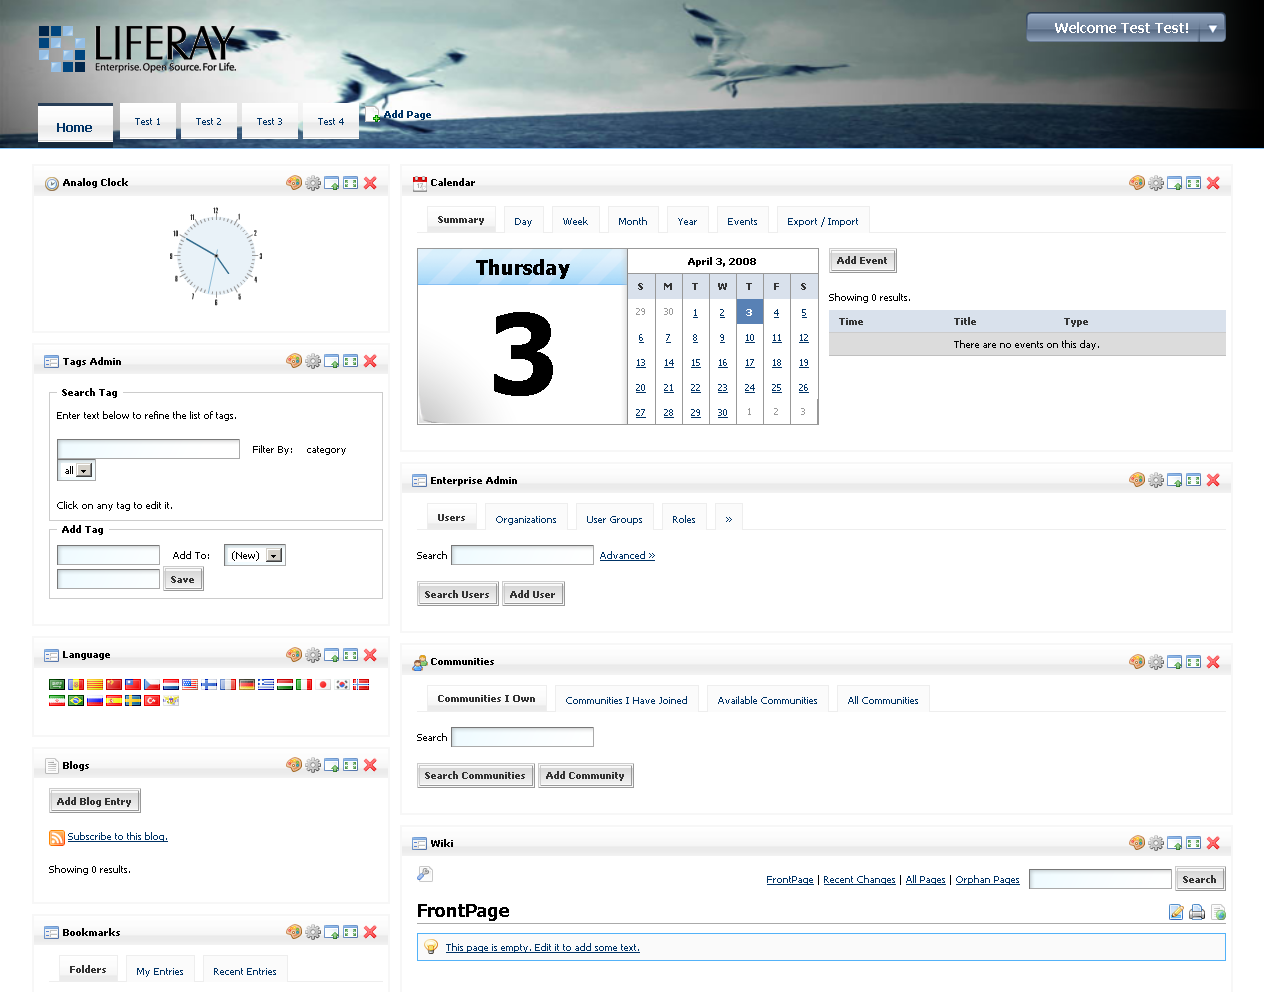 LIFERAY
Enterprise. Open Source. For Life.
Welcome Test Test!
Home
Test 1
Test 2
Test 3
Test 4
Add Page
Analog Clock
12
1
2
3
4
5
6
7
8
9
10
11
Tags Admin
Search Tag
Enter text below to refine the list of tags.
Filter By: category
all
Click on any tag to edit it.
Add Tag
Add To: (New)
Save
Language
Blogs
Add Blog Entry
Subscribe to this blog.
Showing 0 results.
Bookmarks
Folders My Entries Recent Entries
Calendar
Summary Day Week Month Year Events Export / Import
Thursday
3
April 3, 2008
S M T W T F S
29 30 1 2 3 4 5
6 7 8 9 10 11 12
13 14 15 16 17 18 19
20 21 22 23 24 25 26
27 28 29 30 1 2 3
Add Event
Showing 0 results.
Time Title Type
There are no events on this day.
Enterprise Admin
Users Organizations User Groups Roles »
Search Advanced »
Search Users Add User
Communities
Communities I Own Communities I Have Joined Available Communities All Communities
Search
Search Communities Add Community
Wiki
FrontPage | Recent Changes | All Pages | Orphan Pages Search
FrontPage
This page is empty. Edit it to add some text.